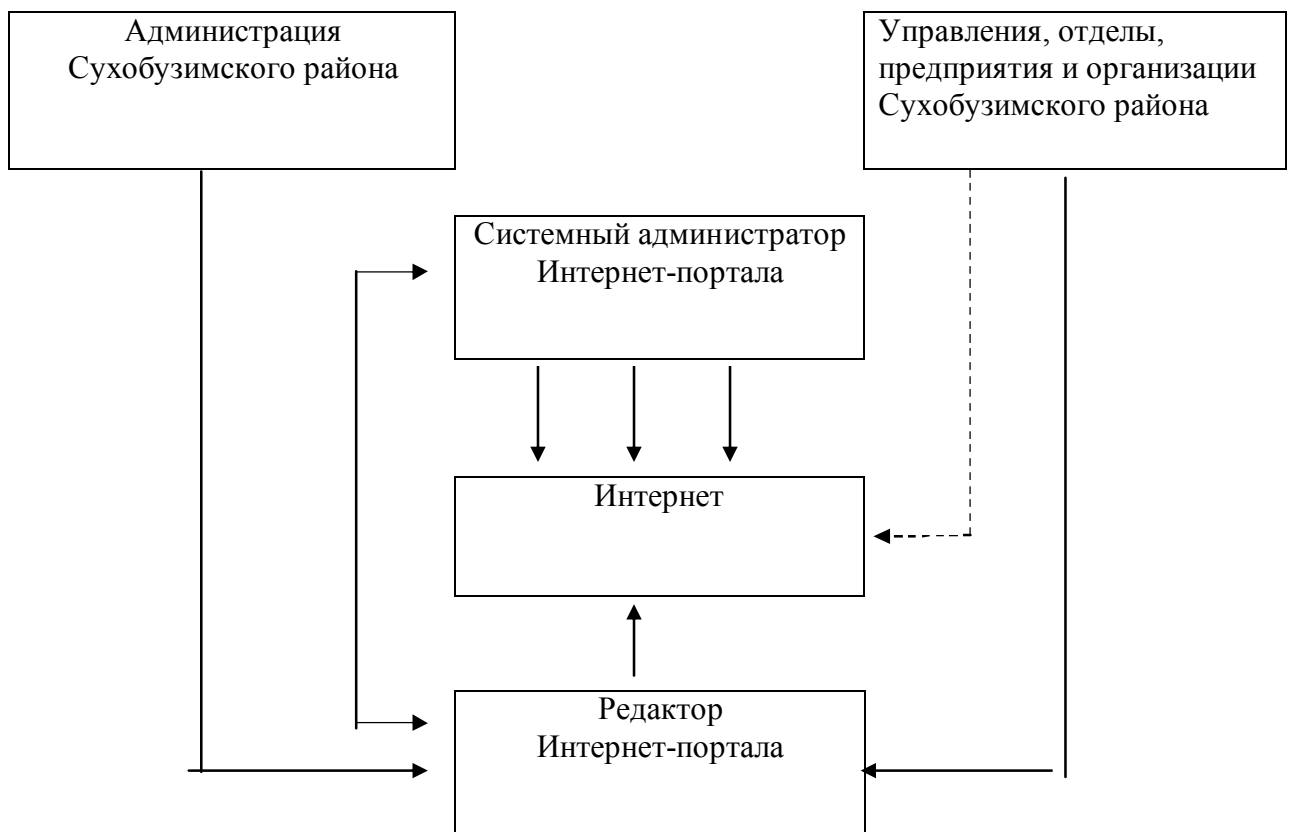 Администрация
Сухобузимского района
Управления, отделы,
предприятия и организации
Сухобузимского района
Системный администратор
Интернет-портала
Интернет
Редактор
Интернет-портала